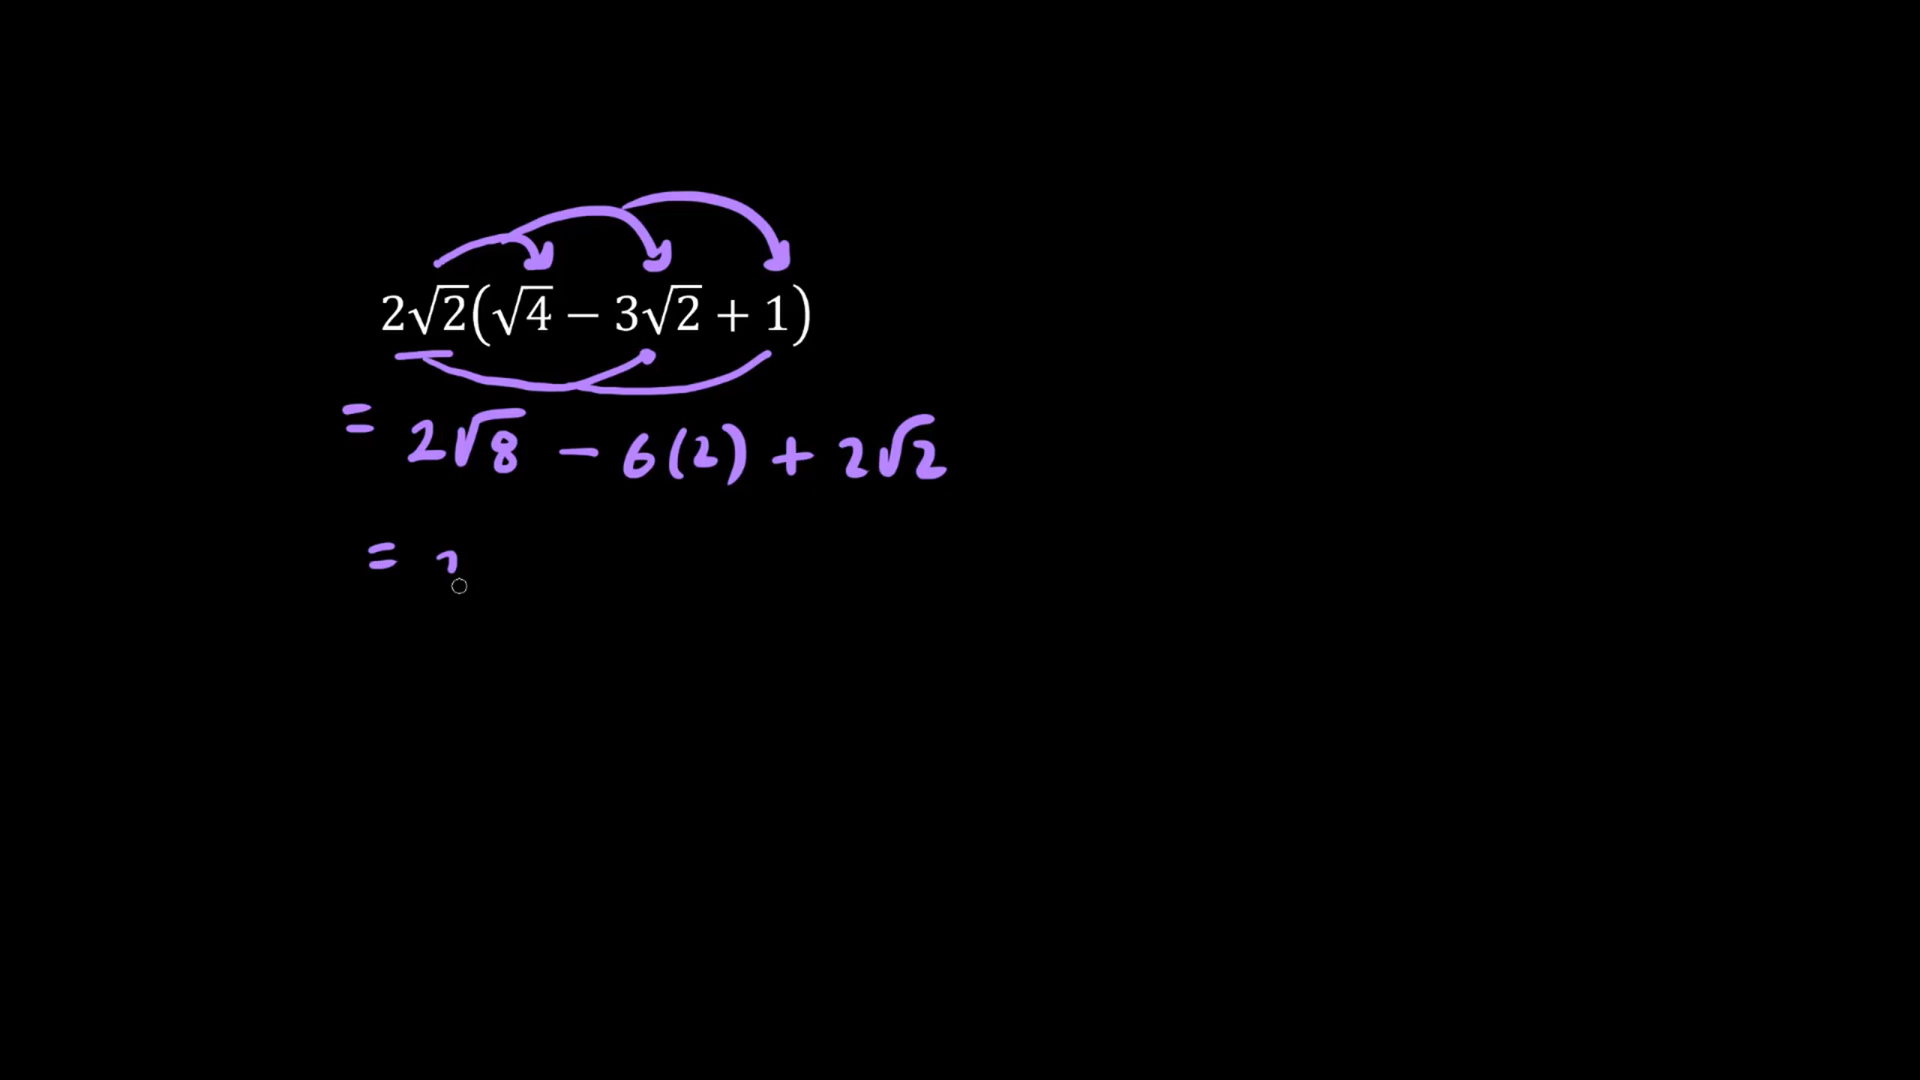 2√2(√4 − 3√2 + 1)
= 2√8 − 6(2) + 2√2
=